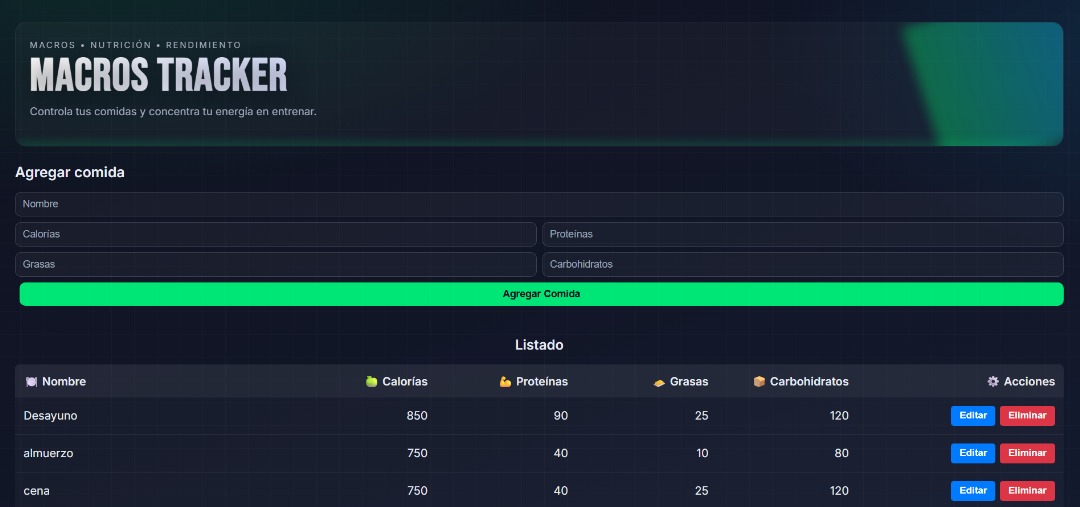 MACROS • NUTRICIÓN • RENDIMIENTO
MACROS TRACKER
Controla tus comidas y concentra tu energía en entrenar.
Agregar comida
Nombre
Calorías Proteínas
Grasas Carbohidratos
Agregar Comida
Listado
🍽️ Nombre 🍏 Calorías 💪 Proteínas 🫓 Grasas 📦 Carbohidratos ⚙️ Acciones
Desayuno 850 90 25 120 Editar Eliminar
almuerzo 750 40 10 80 Editar Eliminar
cena 750 40 25 120 Editar Eliminar